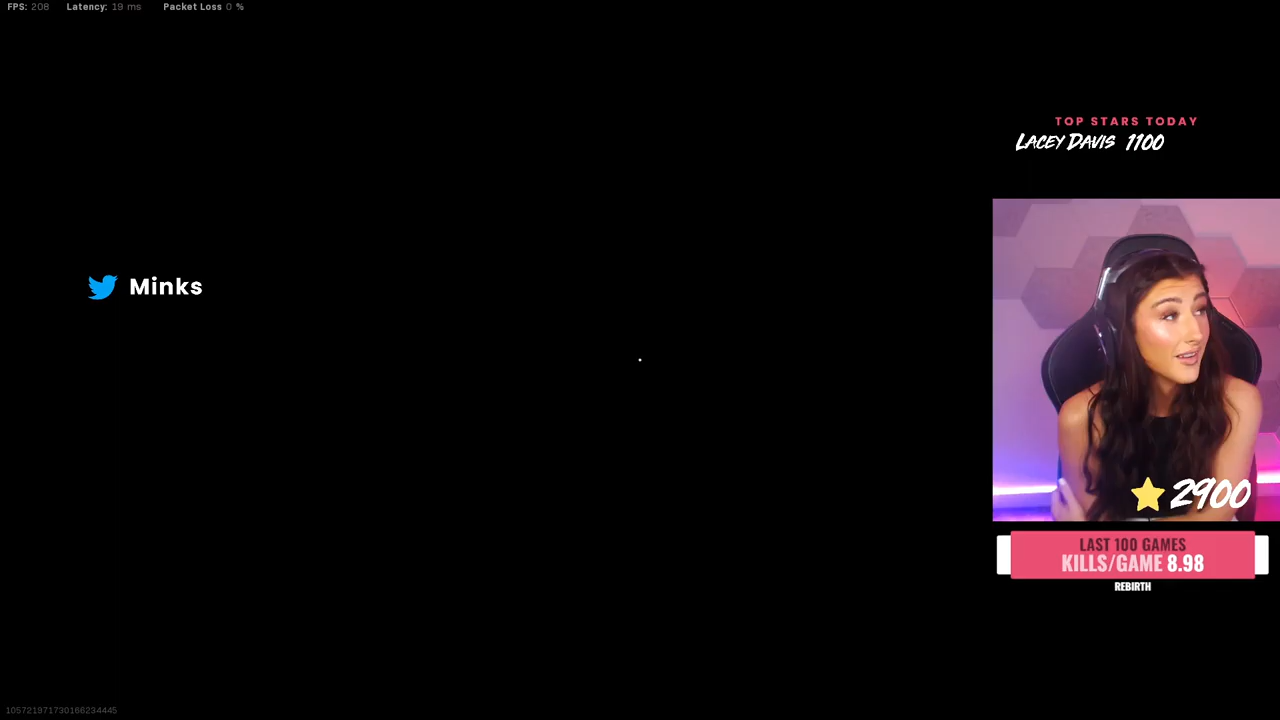 FPS: 208 Latency: 19 ms Packet Loss 0 %
TOP STARS TODAY
LACEY DAVIS 1100
Minks
2900
LAST 100 GAMES
KILLS/GAME 8.98
REBIRTH
105721971730166234445